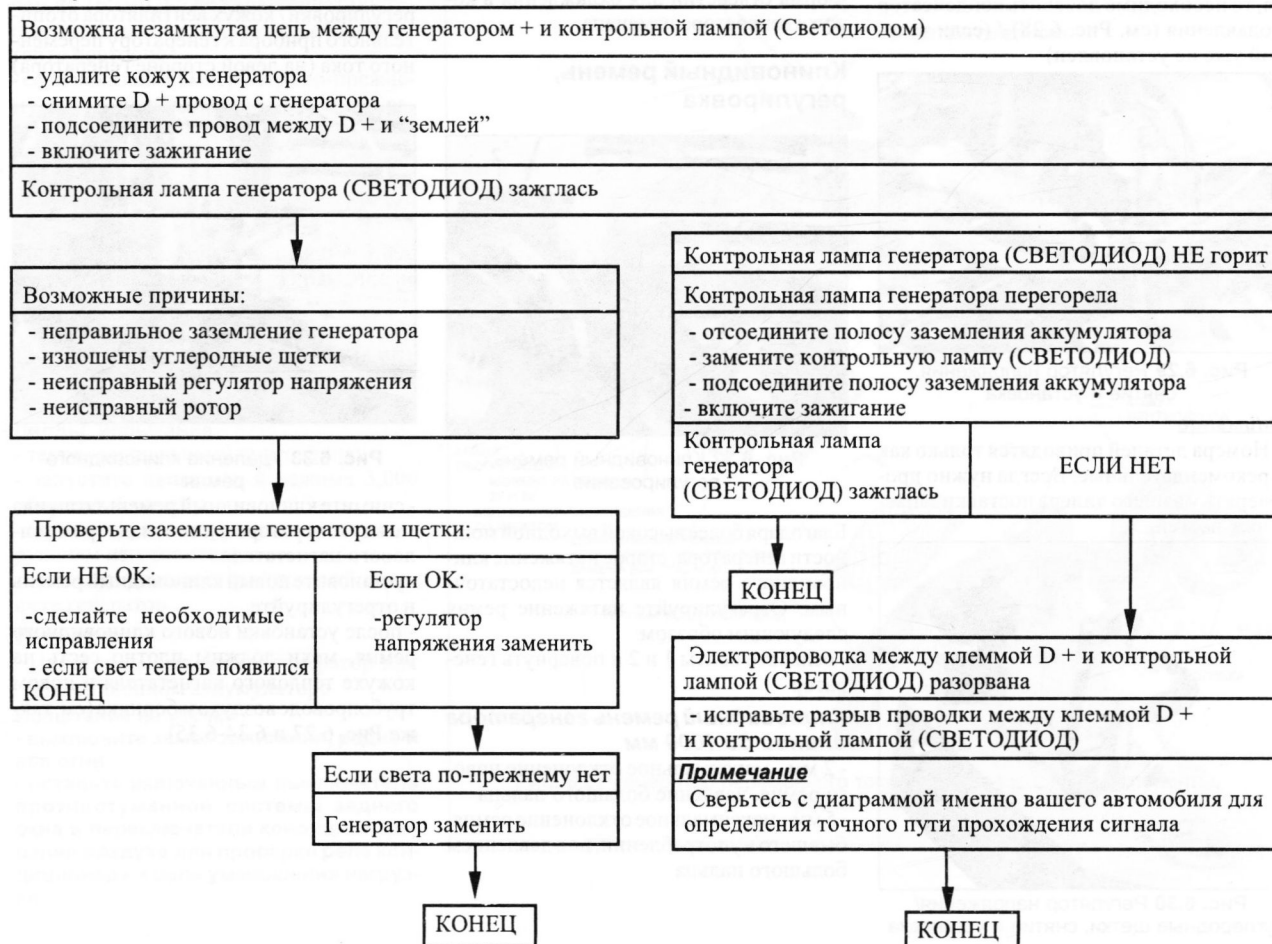 Возможна незамкнутая цепь между генератором + и контрольной лампой (Светодиодом)
- удалите кожух генератора
- снимите D + провод с генератора
- подсоедините провод между D + и “землей”
- включите зажигание
Контрольная лампа генератора (СВЕТОДИОД) зажглась
Возможные причины:
- неправильное заземление генератора
- изношены углеродные щетки
- неисправный регулятор напряжения
- неисправный ротор
Проверьте заземление генератора и щетки:
Если НЕ ОК:
-сделайте необходимые
исправления
- если свет теперь появился
КОНЕЦ
Если ОК:
-регулятор
напряжения заменить
Если света по-прежнему нет
Генератор заменить
КОНЕЦ
Контрольная лампа генератора (СВЕТОДИОД) НЕ горит
Контрольная лампа генератора перегорела
- отсоедините полосу заземления аккумулятора
- замените контрольную лампу (СВЕТОДИОД)
- подсоедините полосу заземления аккумулятора
- включите зажигание
Контрольная лампа
генератора
(СВЕТОДИОД) зажглась
ЕСЛИ НЕТ
КОНЕЦ
Электропроводка между клеммой D + и контрольной
лампой (СВЕТОДИОД) разорвана
- исправьте разрыв проводки между клеммой D +
и контрольной лампой (СВЕТОДИОД)
Примечание
Сверьтесь с диаграммой именно вашего автомобиля для
определения точного пути прохождения сигнала
КОНЕЦ